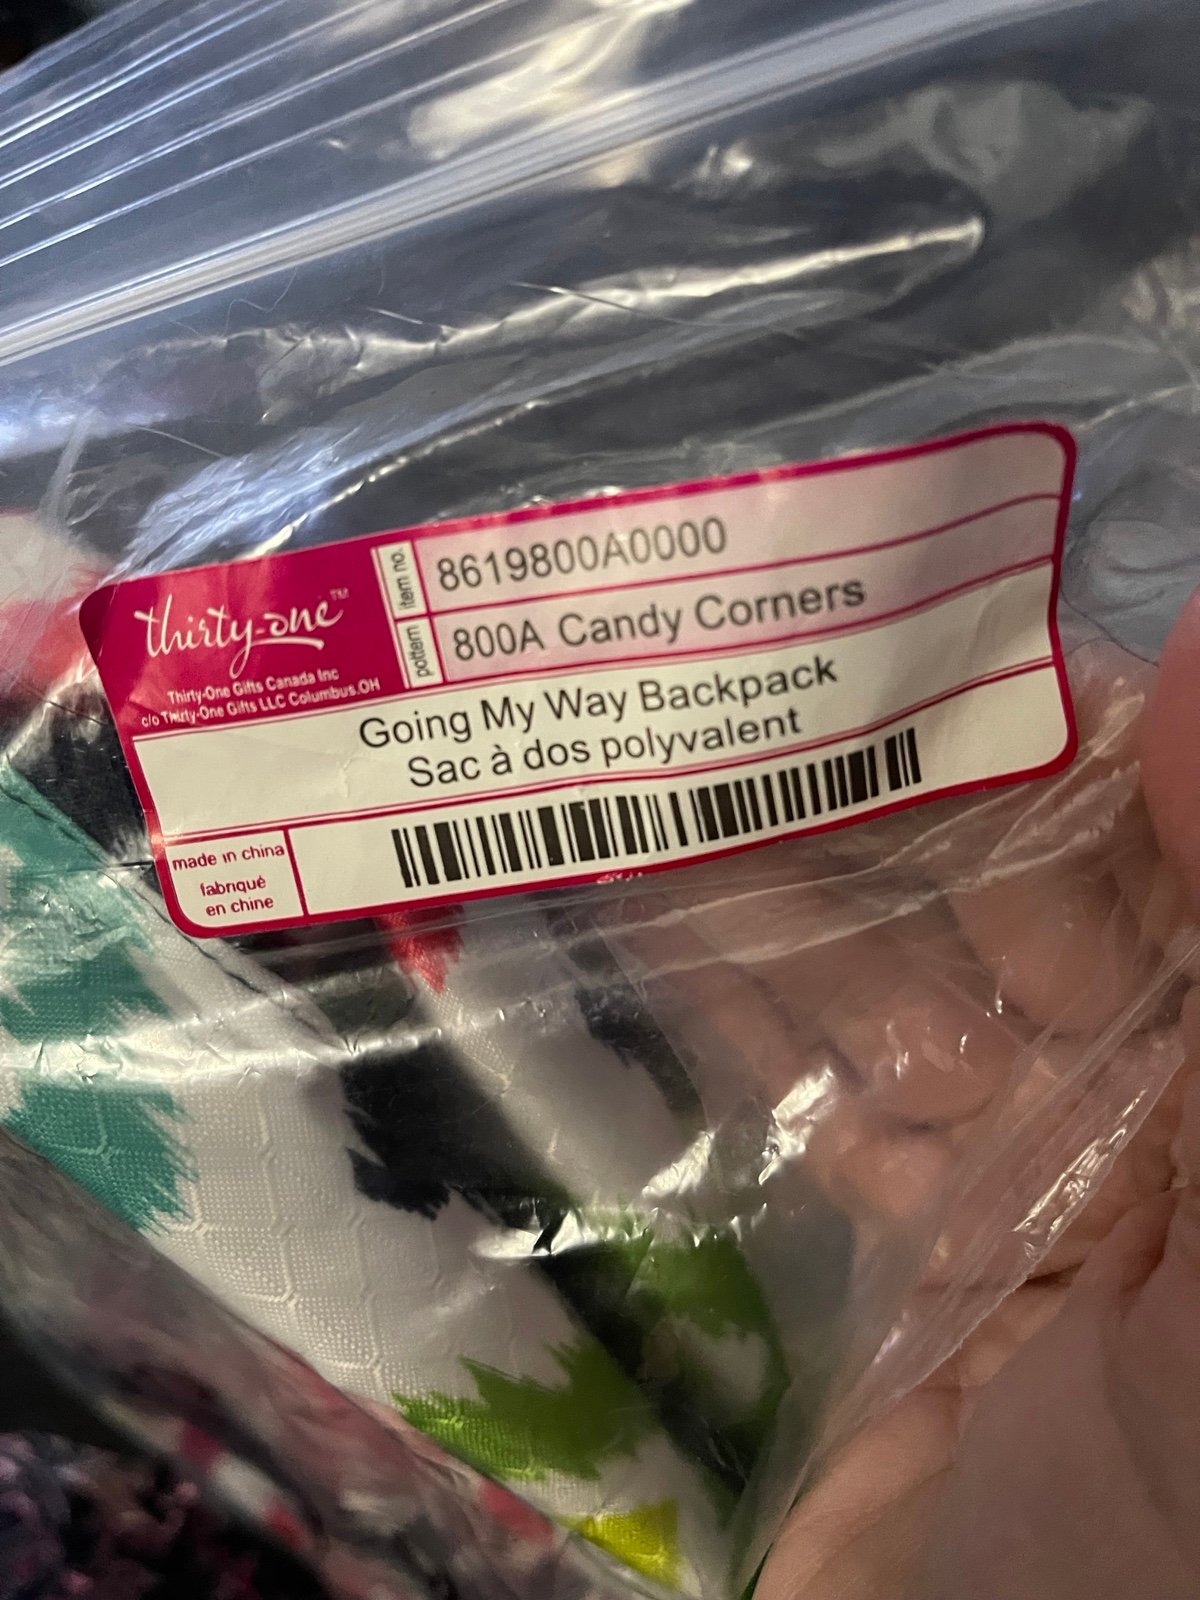 thirty-one™
Thirty-One Gifts Canada Inc
c/o Thirty-One Gifts LLC Columbus.OH
item no.
8619800A0000
pattern
800A Candy Corners
Going My Way Backpack
Sac à dos polyvalent
made in china
fabriqué
en chine